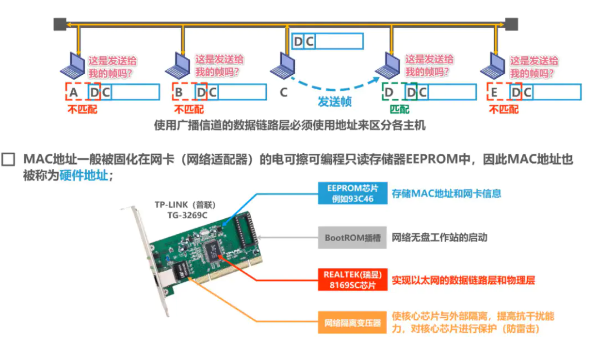 D C
这是发送给
我的帧吗?
这是发送给
我的帧吗?
这是发送给
我的帧吗?
这是发送给
我的帧吗?
A D C
B D C
C
发送帧
D D C
E D C
不匹配
不匹配
匹配
不匹配
使用广播信道的数据链路层必须使用地址来区分各主机
MAC地址一般被固化在网卡（网络适配器）的电可擦可编程只读存储器EEPROM中，因此MAC地址也
被称为硬件地址；
TP-LINK（普联）
TG-3269C
EEPROM芯片
例如93C46
存储MAC地址和网卡信息
BootROM插槽
网络无盘工作站的启动
REALTEK(瑞昱)
8169SC芯片
实现以太网的数据链路层和物理层
网络隔离变压器
使核心芯片与外部隔离，提高抗干扰能
力，对核心芯片进行保护（防雷击）